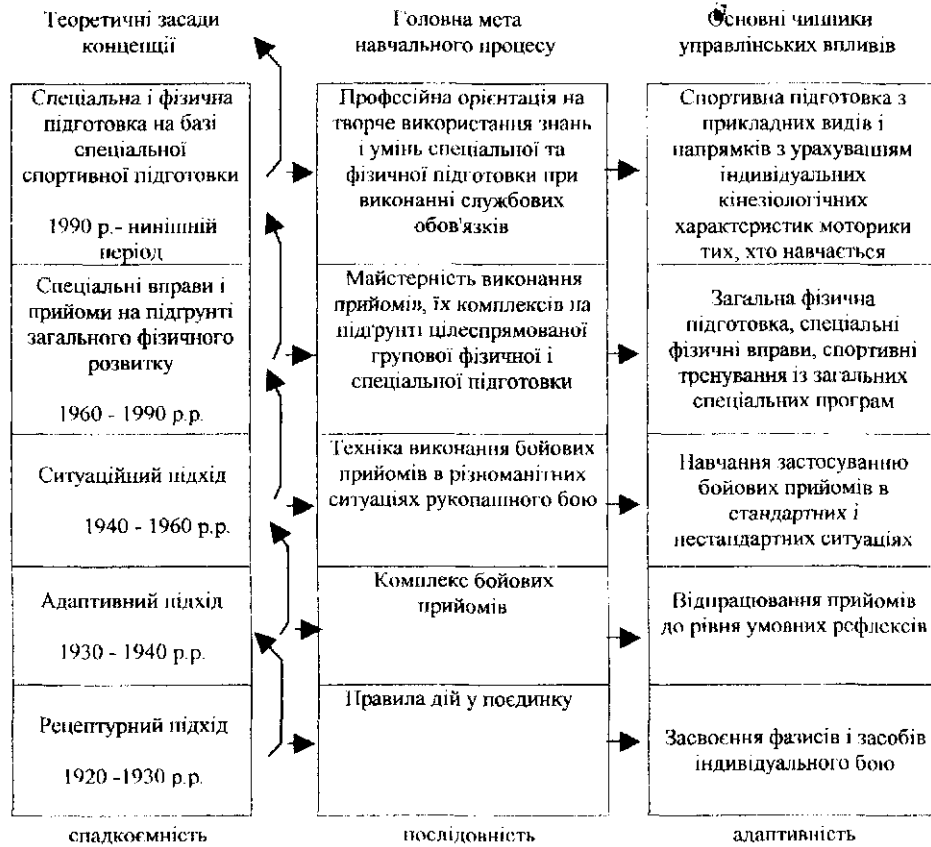 Теоретичні засади
концепції
Головна мета
навчального процесу
Основні чинники
управлінських впливів
Спеціальна і фізична
підготовка на базі
спеціальної
спортивної підготовки
1990 р.- нинішній
період
Професійна орієнтація на
творче використання знань
і умінь спеціальної та
фізичної підготовки при
виконанні службових
обов'язків
Спортивна підготовка з
прикладних видів і
напрямків з урахуванням
індивідуальних
кінезіологічних
характеристик моторики
тих, хто навчається
Спеціальні вправи і
прийоми на підґрунті
загального фізичного
розвитку
1960 - 1990 р.р.
Майстерність виконання
прийомів, їх комплексів на
підґрунті цілеспрямованої
групової фізичної і
спеціальної підготовки
Загальна фізична
підготовка, спеціальні
фізичні вправи, спортивні
тренування із загальних
спеціальних програм
Ситуаційний підхід
1940 - 1960 р.р.
Техніка виконання бойових
прийомів в різноманітних
ситуаціях рукопашного бою
Навчання застосуванню
бойових прийомів в
стандартних і
нестандартних ситуаціях
Адаптивний підхід
1930 - 1940 р.р.
Комплекс бойових
прийомів
Відпрацювання прийомів
до рівня умовних рефлексів
Рецептурний підхід
1920 -1930 р.р.
Правила дій у поєдинку
Засвоєння фазисів і засобів
індивідуального бою
спадкоємність
послідовність
адаптивність